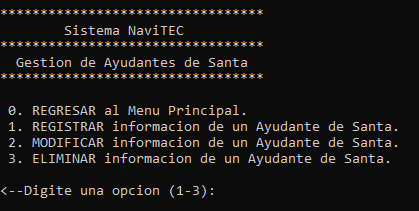 *********************************
Sistema NaviTEC
*********************************
Gestion de Ayudantes de Santa
*********************************
0. REGRESAR al Menu Principal.
1. REGISTRAR informacion de un Ayudante de Santa.
2. MODIFICAR informacion de un Ayudante de Santa.
3. ELIMINAR informacion de un Ayudante de Santa.
<--Digite una opcion (1-3):